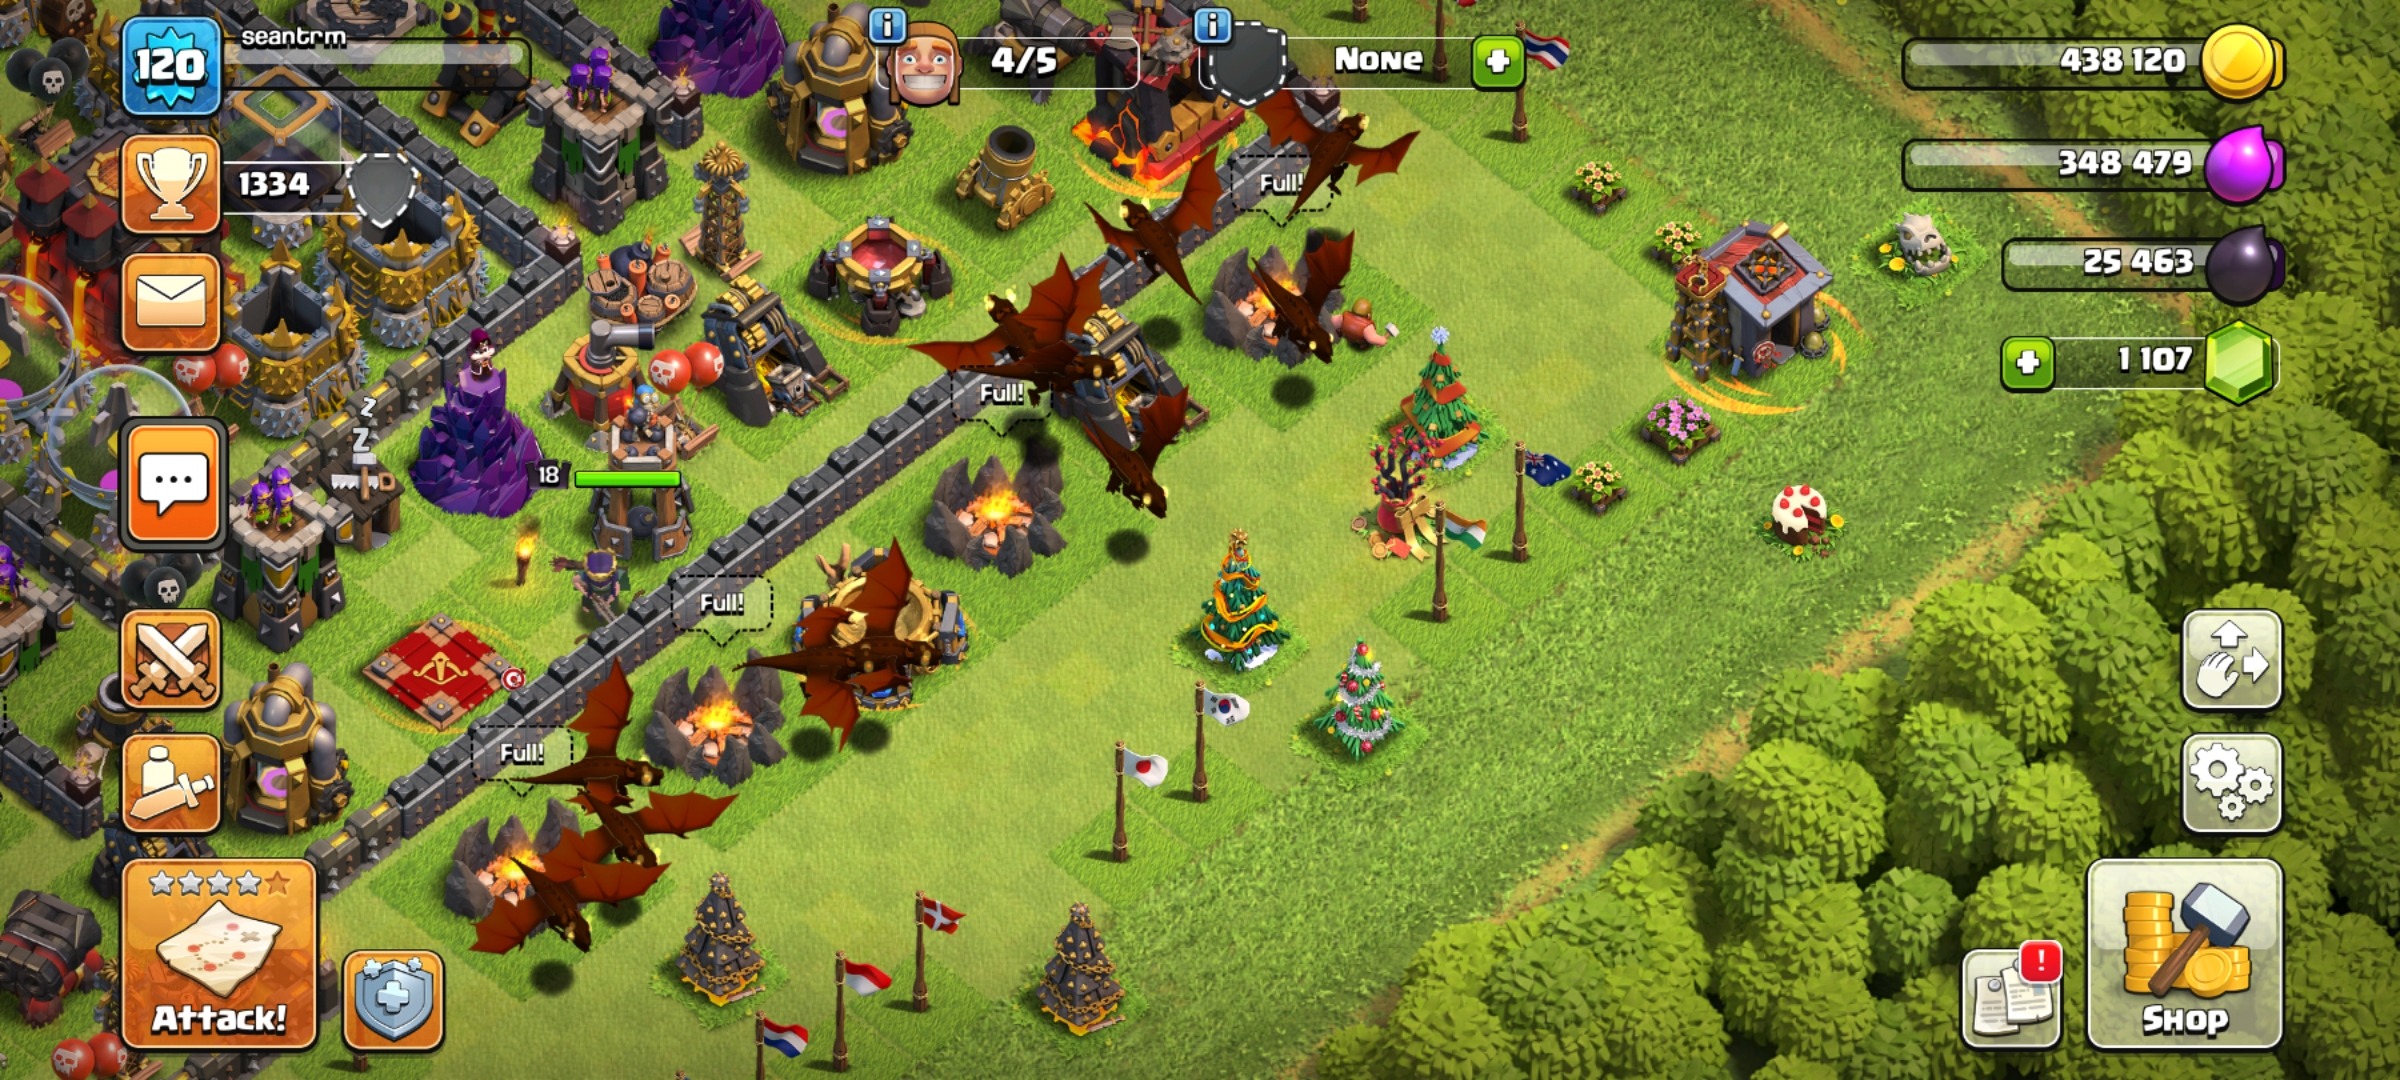 120
seantrm
i
4/5
i
None
438 120
1334
348 479
25 463
1 107
Full!
Full!
Full!
Full!
z
Z
18
Attack!
!
Shop